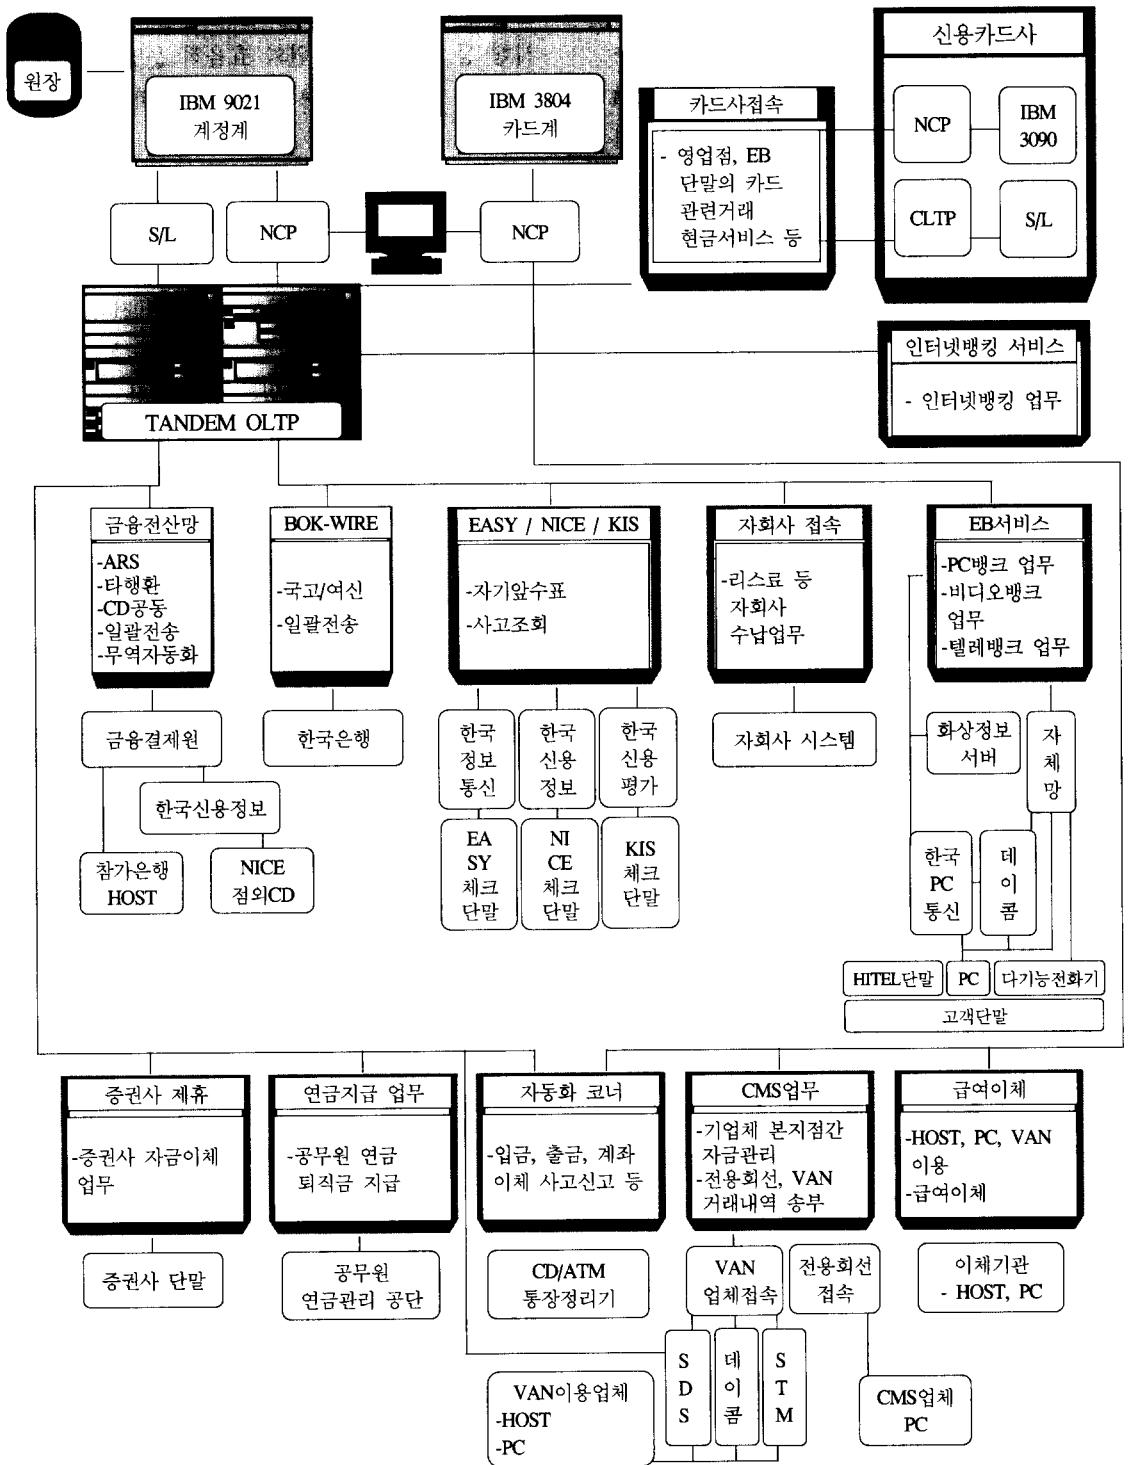 원장
IBM 9021
계정계
IBM 3804
카드계
신용카드사
NCP
IBM
3090
CLTP
S/L
카드사접속
- 영업점, EB
단말의 카드
관련거래
현금서비스 등
S/L
NCP
NCP
TANDEM OLTP
인터넷뱅킹 서비스
- 인터넷뱅킹 업무
금융전산망
-ARS
-타행환
-CD공동
-일괄전송
-무역자동화
BOK-WIRE
-국고/여신
-일괄전송
EASY / NICE / KIS
-자기앞수표
-사고조회
자회사 접속
-리스료 등
자회사
수납업무
EB서비스
-PC뱅크 업무
-비디오뱅크
업무
-텔레뱅크 업무
금융결제원
한국신용정보
참가은행
HOST
NICE
점외CD
한국은행
한국
정보
통신
한국
신용
정보
한국
신용
평가
EA
SY
체크
단말
NI
CE
체크
단말
KIS
체크
단말
자회사 시스템
화상정보
서버
자
체
망
한국
PC
통신
데
이
콤
HITEL단말
PC
다기능전화기
고객단말
증권사 제휴
-증권사 자금이체
업무
연금지급 업무
-공무원 연금
퇴직금 지급
자동화 코너
-입금, 출금, 계좌
이체 사고신고 등
CMS업무
-기업체 본지점간
자금관리
-전용회선, VAN
거래내역 송부
급여이체
-HOST, PC, VAN
이용
-급여이체
증권사 단말
공무원
연금관리 공단
CD/ATM
통장정리기
VAN
업체접속
전용회선
접속
이체기관
- HOST, PC
VAN이용업체
-HOST
-PC
S
D
S
데
이
콤
S
T
M
CMS업체
PC